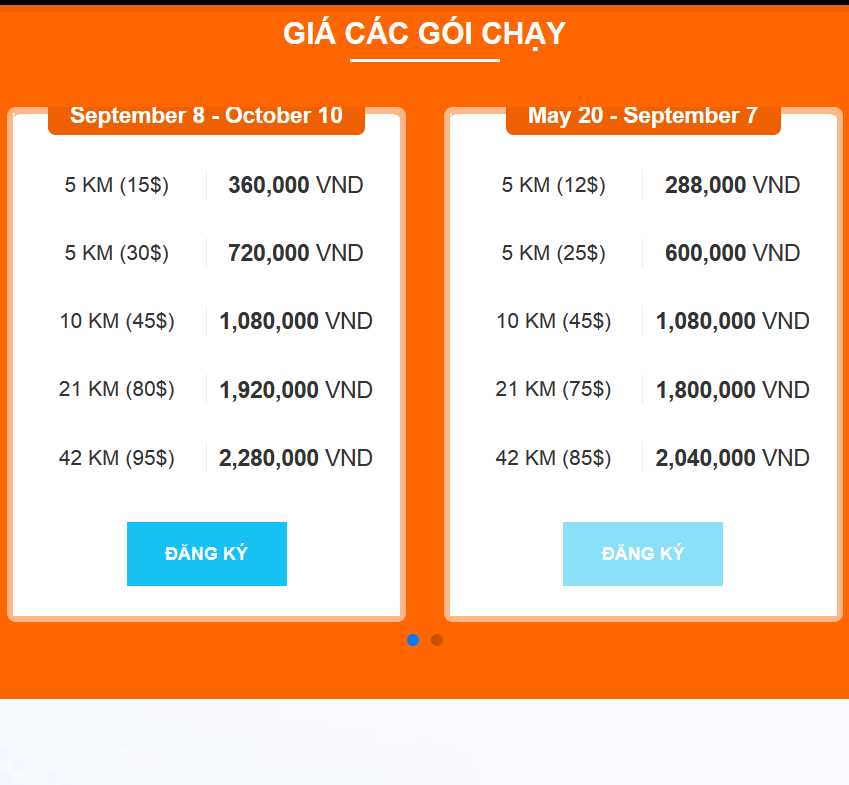 GIÁ CÁC GÓI CHẠY
September 8 - October 10
5 KM (15$) 360,000 VND
5 KM (30$) 720,000 VND
10 KM (45$) 1,080,000 VND
21 KM (80$) 1,920,000 VND
42 KM (95$) 2,280,000 VND
ĐĂNG KÝ
May 20 - September 7
5 KM (12$) 288,000 VND
5 KM (25$) 600,000 VND
10 KM (45$) 1,080,000 VND
21 KM (75$) 1,800,000 VND
42 KM (85$) 2,040,000 VND
ĐĂNG KÝ